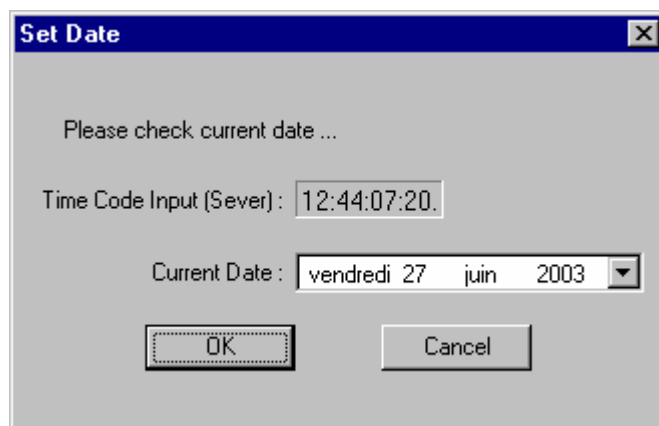 Set Date
Please check current date ...
Time Code Input (Sever) : 12:44:07:20.
Current Date : vendredi 27 juin 2003
OK Cancel